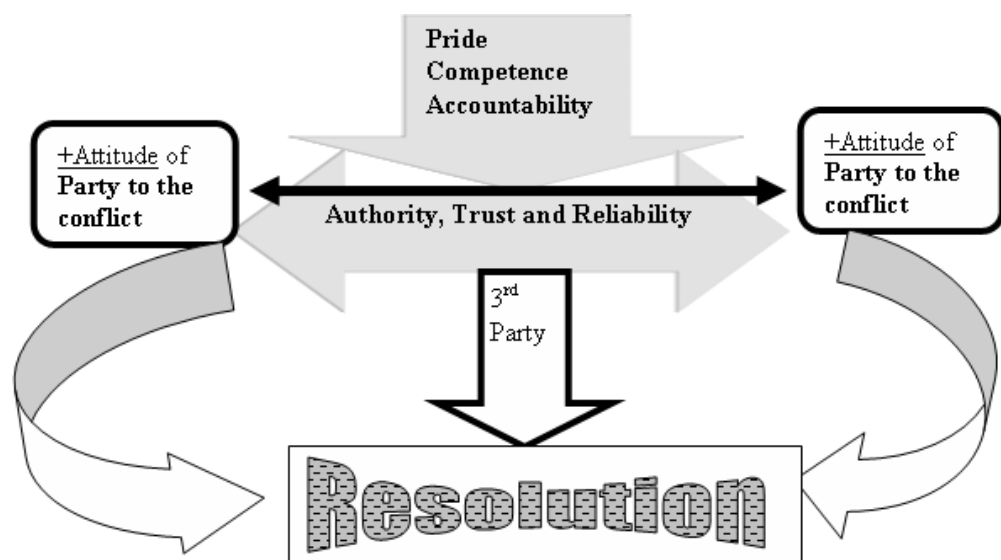 Pride
Competence
Accountability
+Attitude of
Party to the
conflict
+Attitude of
Party to the
conflict
Authority, Trust and Reliability
3rd
Party
Resolution